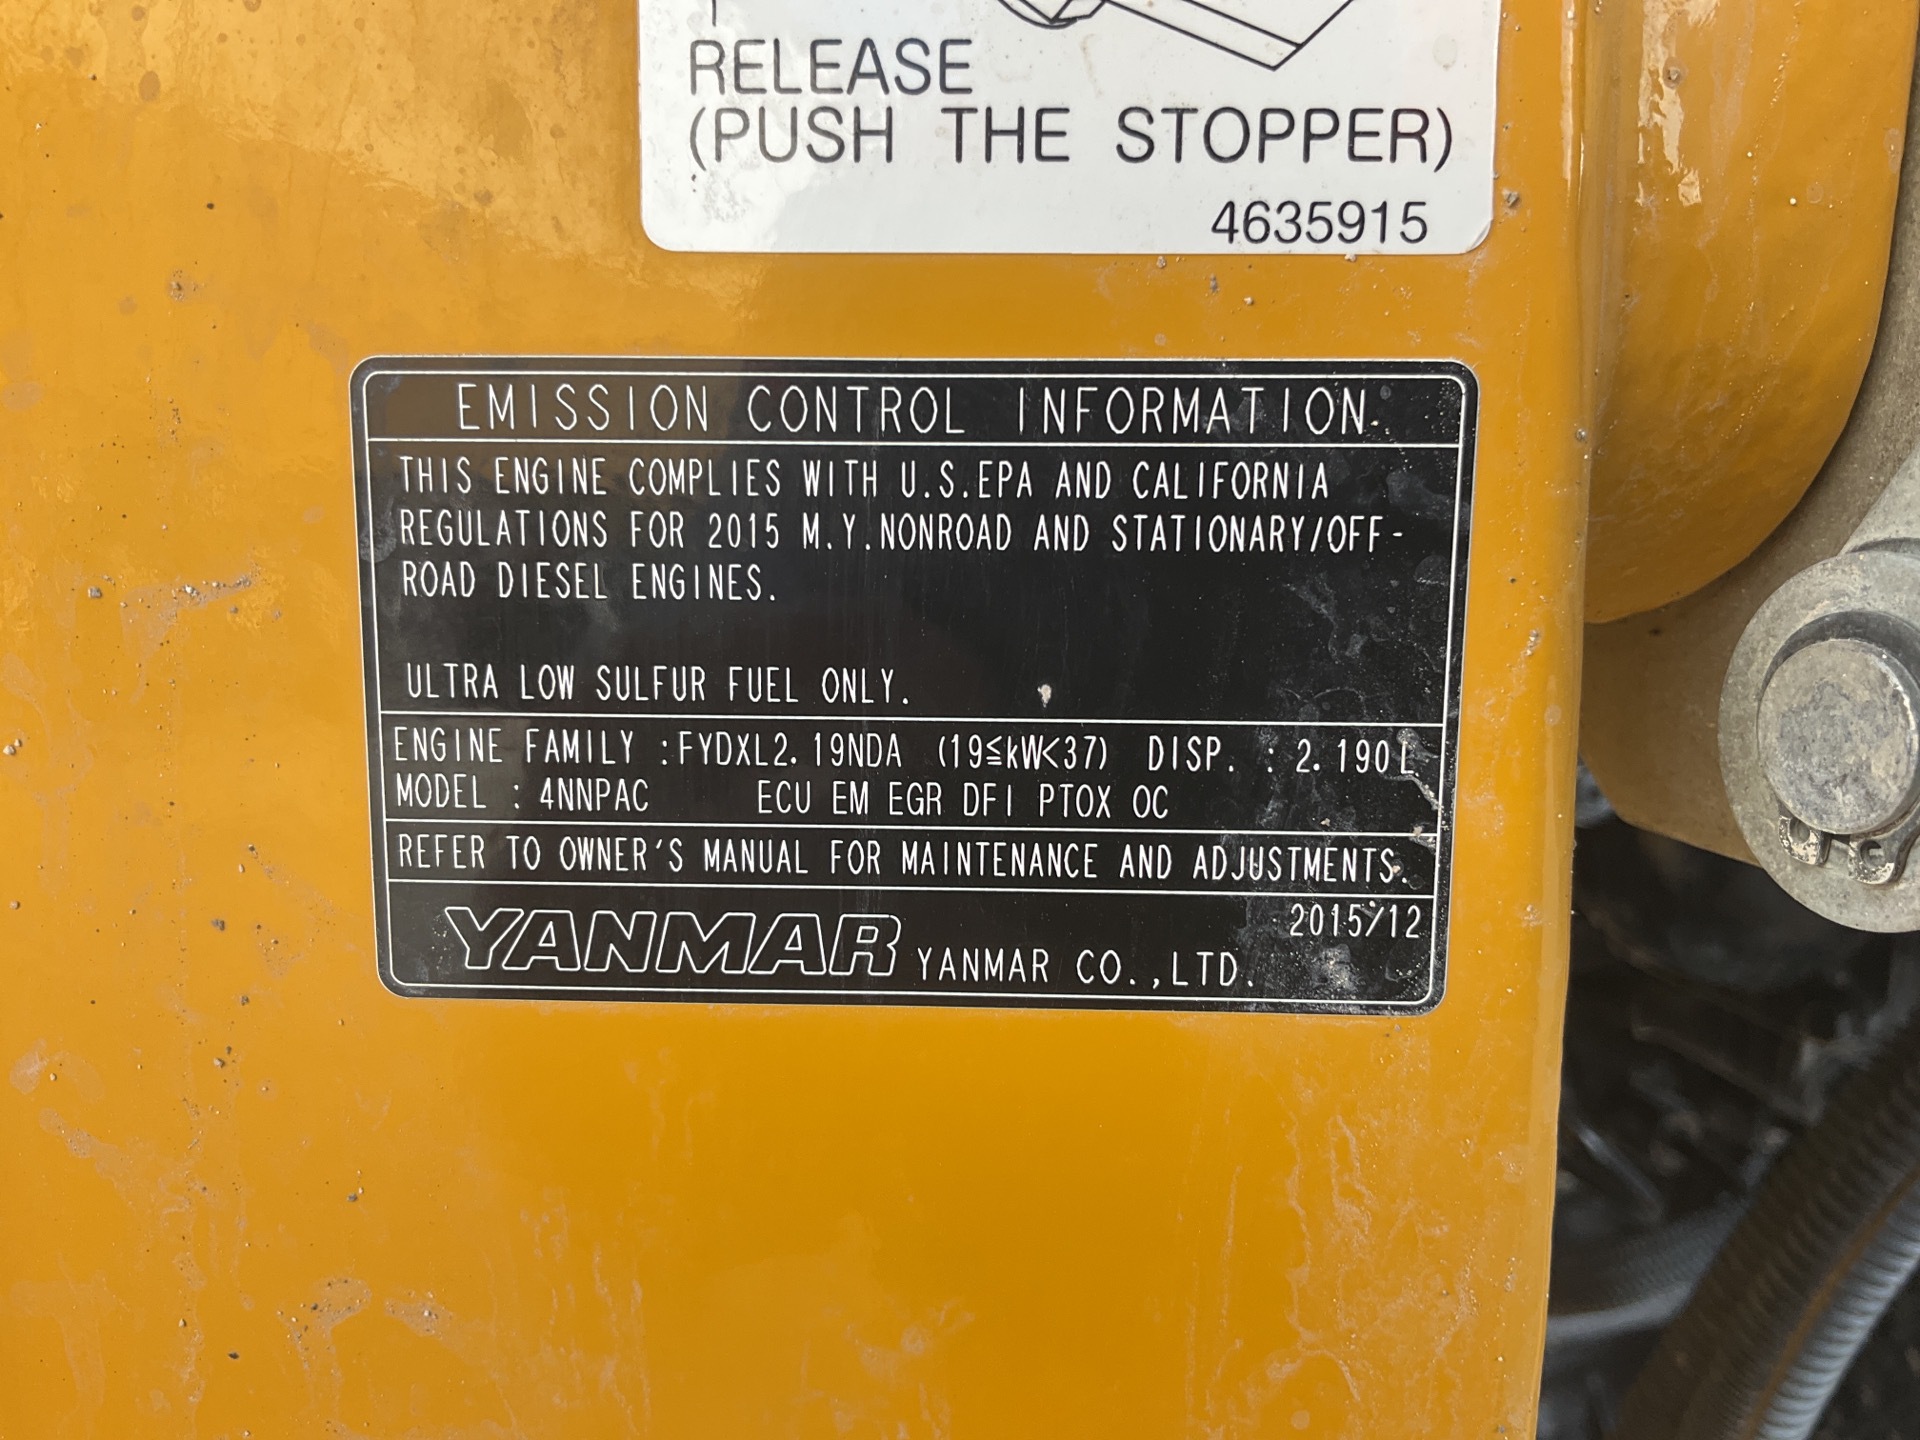 RELEASE
(PUSH THE STOPPER)
4635915
EMISSION CONTROL INFORMATION
THIS ENGINE COMPLIES WITH U.S.EPA AND CALIFORNIA
REGULATIONS FOR 2015 M.Y.NONROAD AND STATIONARY/OFF-
ROAD DIESEL ENGINES.
ULTRA LOW SULFUR FUEL ONLY.
ENGINE FAMILY :FYDXL2.19NDA (19≦kW<37) DISP. : 2.190L
MODEL : 4NNPAC ECU EM EGR DFI PTOX OC
REFER TO OWNER'S MANUAL FOR MAINTENANCE AND ADJUSTMENTS.
2015/12
YANMAR YANMAR CO.,LTD.